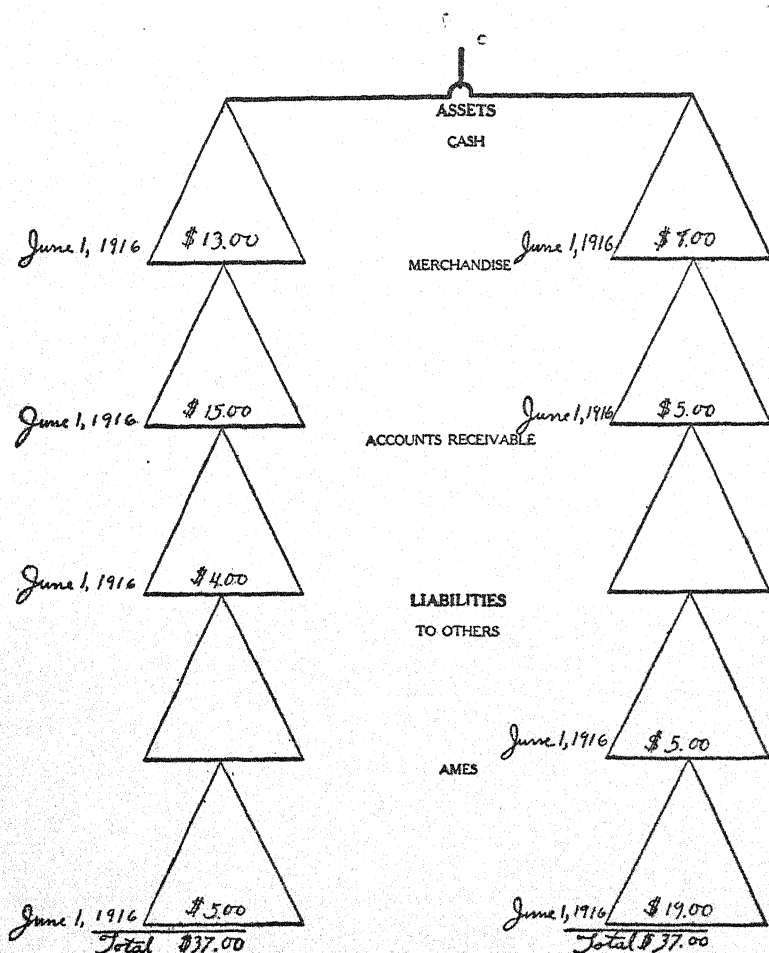 ASSETS
CASH
June 1, 1916 $13.00
June 1, 1916 $8.00
MERCHANDISE
June 1, 1916 $15.00
June 1, 1916 $5.00
ACCOUNTS RECEIVABLE
June 1, 1916 $4.00
LIABILITIES
TO OTHERS
June 1, 1916 $5.00
AMES
June 1, 1916 $5.00
June 1, 1916 $19.00
Total $37.00
Total $37.00